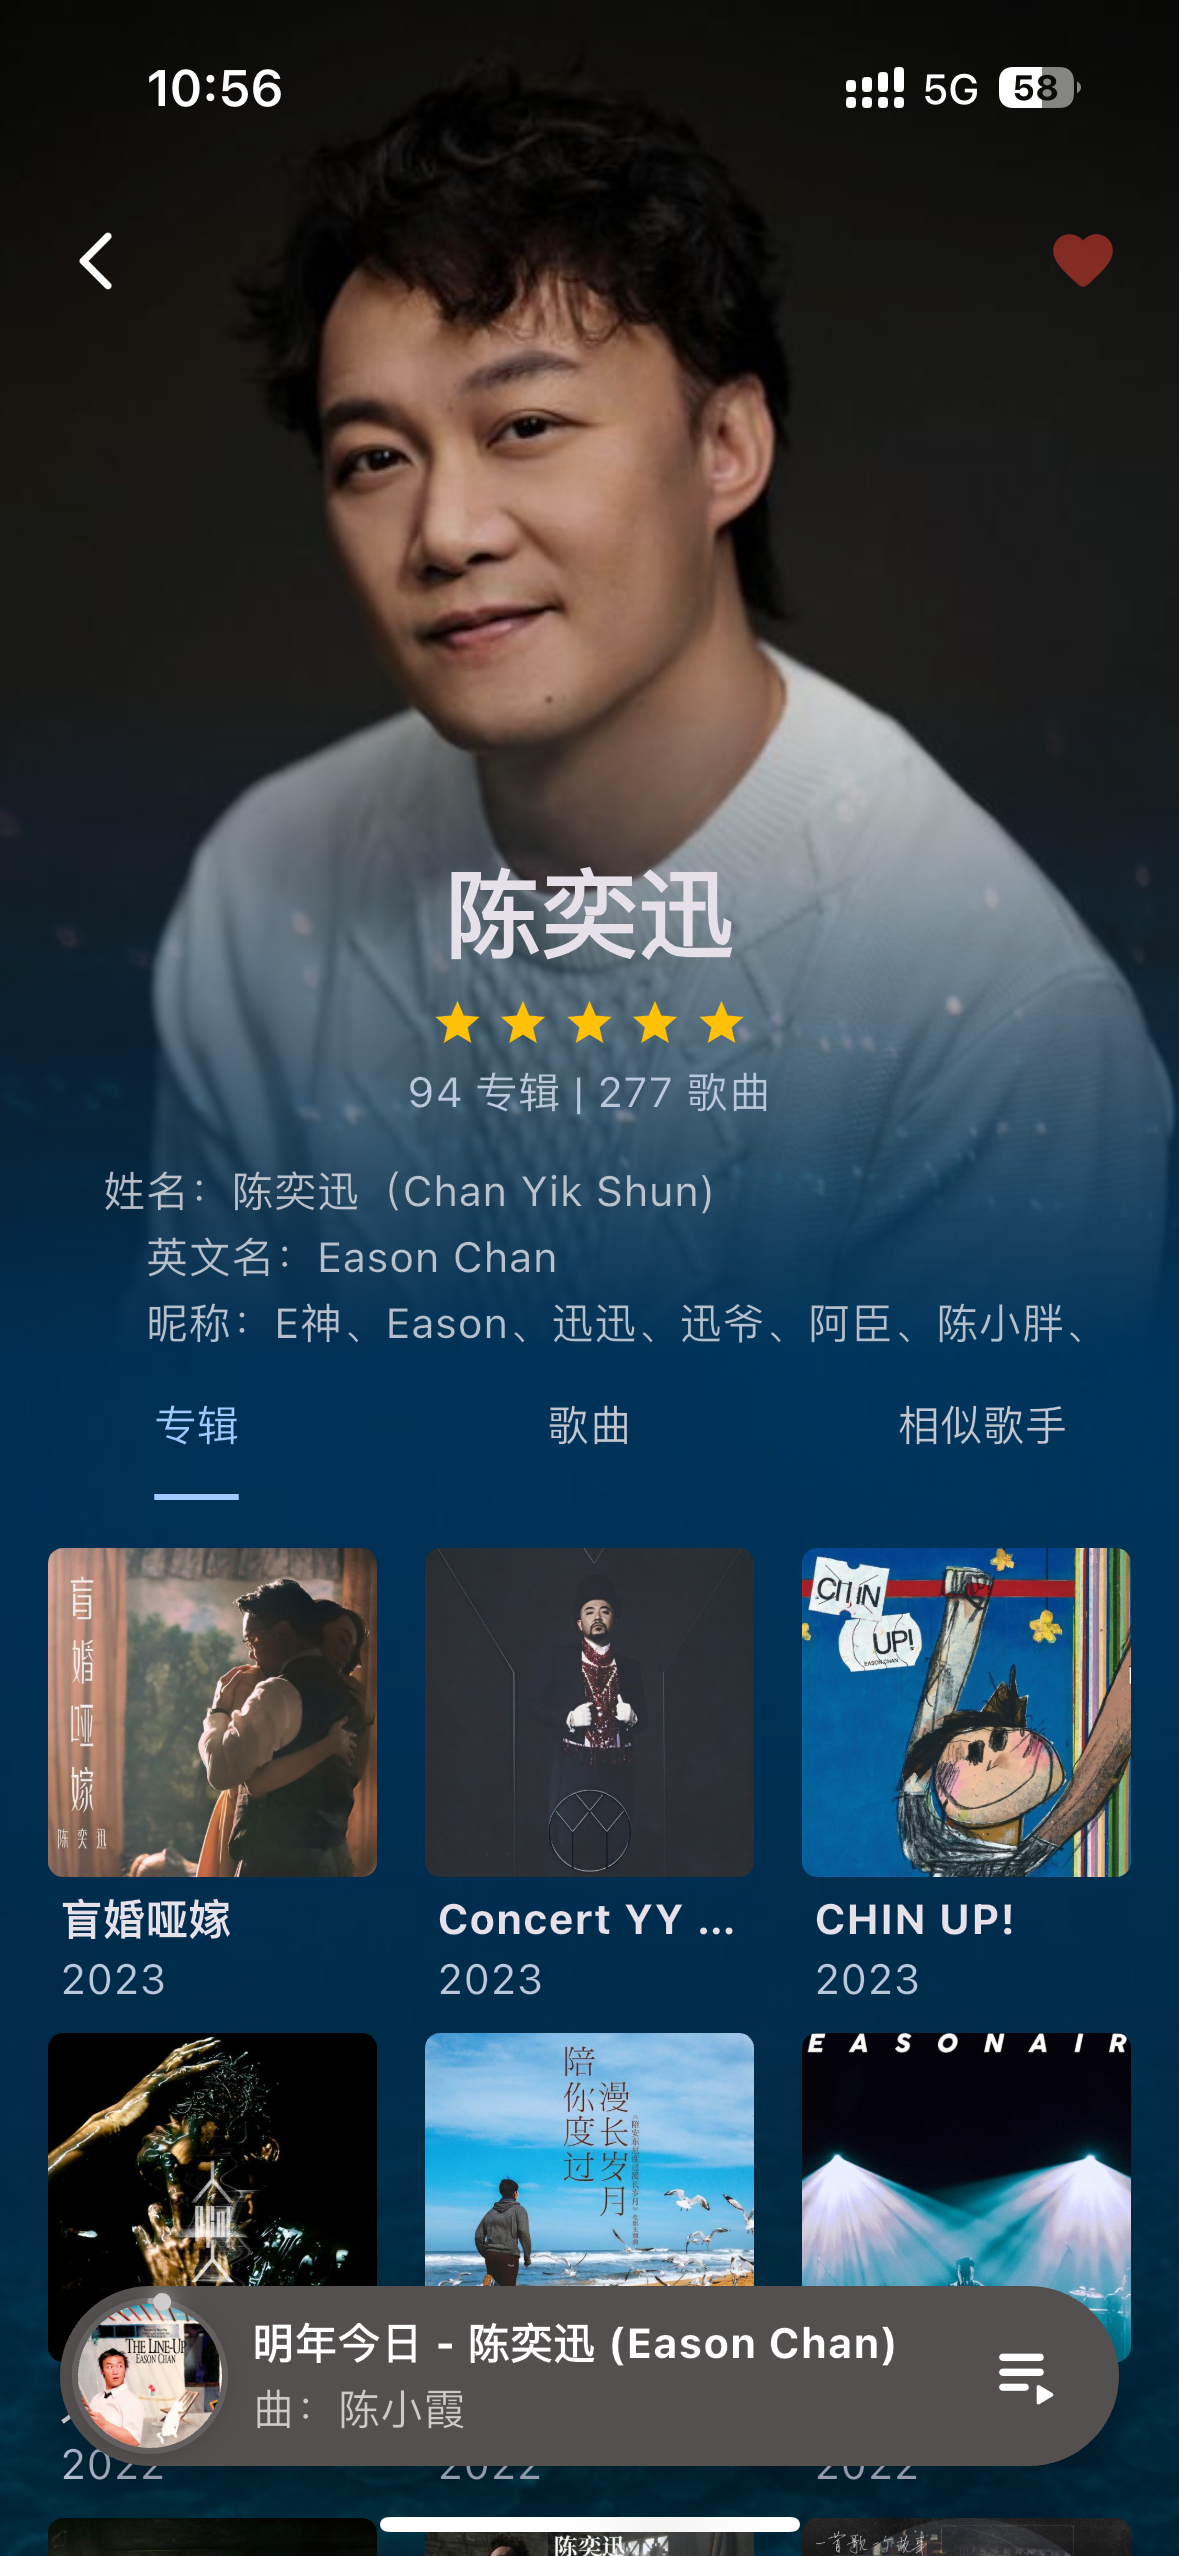 10:56
5G 58
陈奕迅
94 专辑 | 277 歌曲
姓名：陈奕迅（Chan Yik Shun)
英文名：Eason Chan
昵称：E神、Eason、迅迅、迅爷、阿臣、陈小胖、
专辑
歌曲
相似歌手
盲婚哑嫁
陈奕迅
CHIN
UP!
EASON CHAN
盲婚哑嫁
Concert YY ...
CHIN UP!
2023
2023
2023
陪你度过
漫长岁月
EASONAIR
THE LINE-UP
EASON CHAN
明年今日 - 陈奕迅 (Eason Chan)
曲：陈小霞
2022
2022
2022
陈奕迅
一首歌一个故事